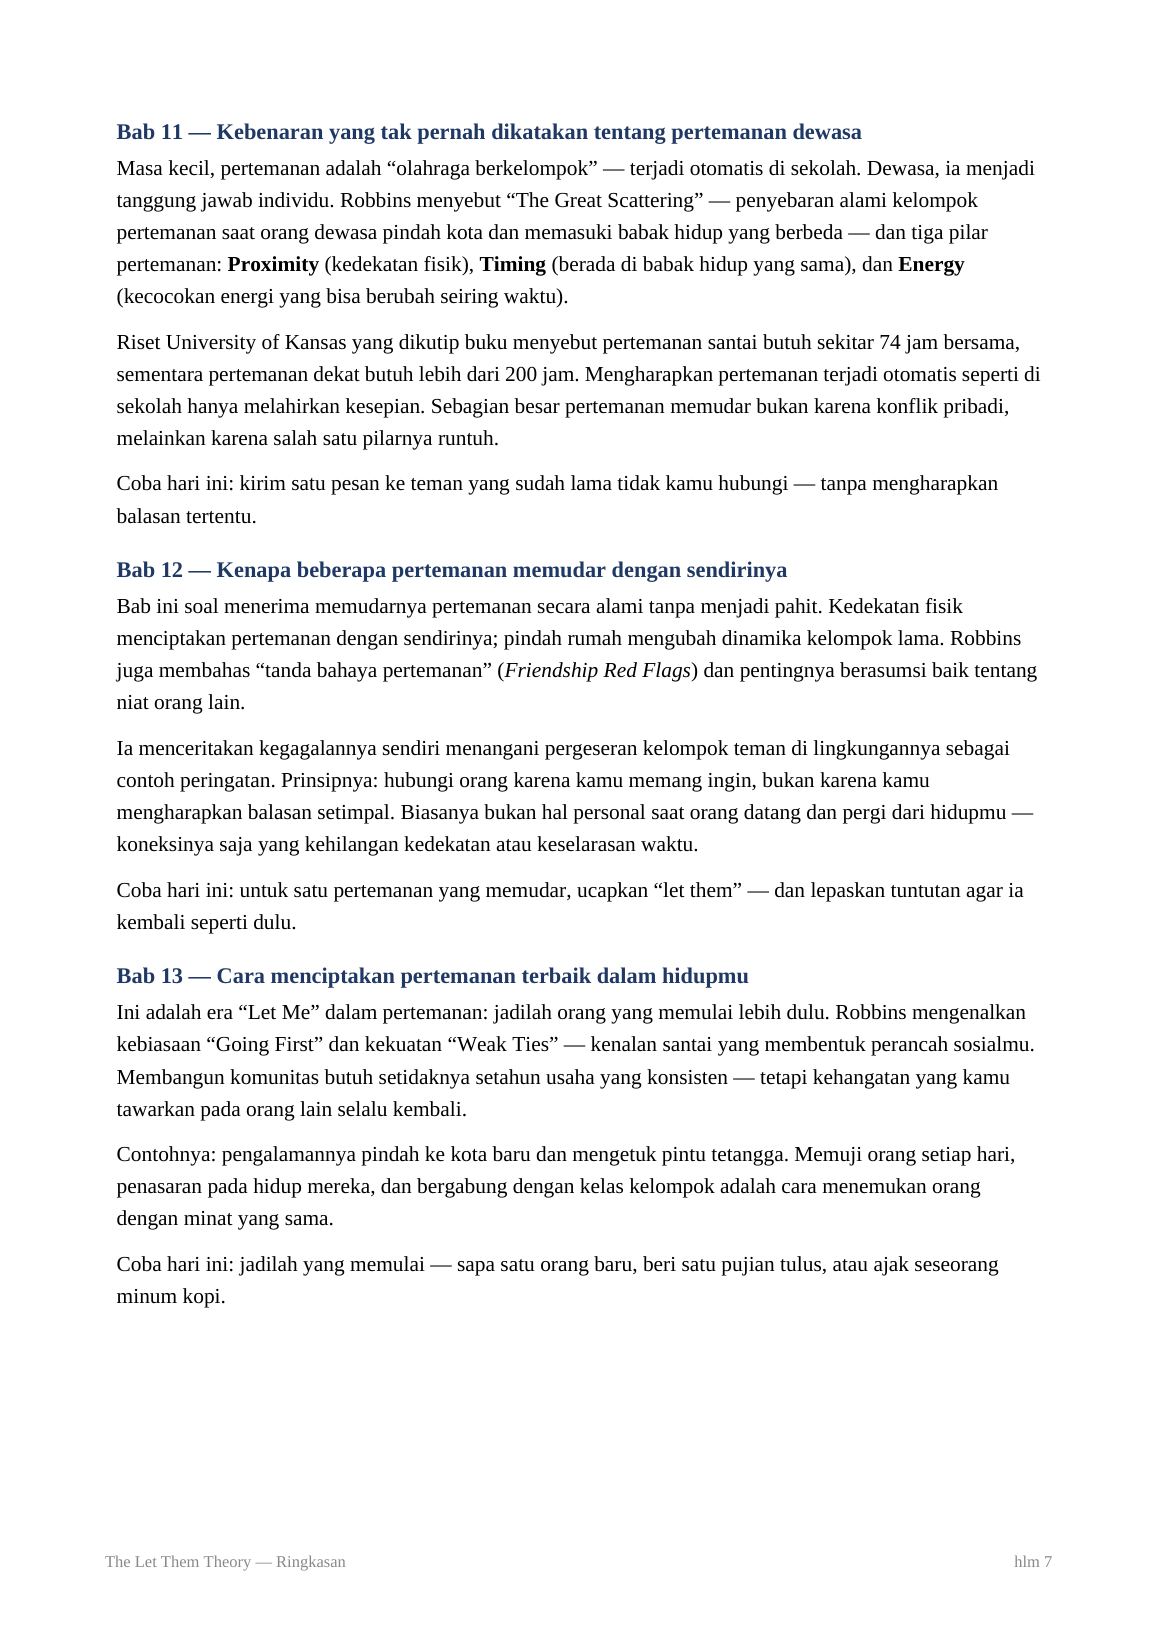 Bab 11 — Kebenaran yang tak pernah dikatakan tentang pertemanan dewasa
Masa kecil, pertemanan adalah “olahraga berkelompok” — terjadi otomatis di sekolah. Dewasa, ia menjadi
tanggung jawab individu. Robbins menyebut “The Great Scattering” — penyebaran alami kelompok
pertemanan saat orang dewasa pindah kota dan memasuki babak hidup yang berbeda — dan tiga pilar
pertemanan: Proximity (kedekatan fisik), Timing (berada di babak hidup yang sama), dan Energy
(kecocokan energi yang bisa berubah seiring waktu).
Riset University of Kansas yang dikutip buku menyebut pertemanan santai butuh sekitar 74 jam bersama,
sementara pertemanan dekat butuh lebih dari 200 jam. Mengharapkan pertemanan terjadi otomatis seperti di
sekolah hanya melahirkan kesepian. Sebagian besar pertemanan memudar bukan karena konflik pribadi,
melainkan karena salah satu pilarnya runtuh.
Coba hari ini: kirim satu pesan ke teman yang sudah lama tidak kamu hubungi — tanpa mengharapkan
balasan tertentu.
Bab 12 — Kenapa beberapa pertemanan memudar dengan sendirinya
Bab ini soal menerima memudarnya pertemanan secara alami tanpa menjadi pahit. Kedekatan fisik
menciptakan pertemanan dengan sendirinya; pindah rumah mengubah dinamika kelompok lama. Robbins
juga membahas “tanda bahaya pertemanan” (Friendship Red Flags) dan pentingnya berasumsi baik tentang
niat orang lain.
Ia menceritakan kegagalannya sendiri menangani pergeseran kelompok teman di lingkungannya sebagai
contoh peringatan. Prinsipnya: hubungi orang karena kamu memang ingin, bukan karena kamu
mengharapkan balasan setimpal. Biasanya bukan hal personal saat orang datang dan pergi dari hidupmu —
koneksinya saja yang kehilangan kedekatan atau keselarasan waktu.
Coba hari ini: untuk satu pertemanan yang memudar, ucapkan “let them” — dan lepaskan tuntutan agar ia
kembali seperti dulu.
Bab 13 — Cara menciptakan pertemanan terbaik dalam hidupmu
Ini adalah era “Let Me” dalam pertemanan: jadilah orang yang memulai lebih dulu. Robbins mengenalkan
kebiasaan “Going First” dan kekuatan “Weak Ties” — kenalan santai yang membentuk perancah sosialmu.
Membangun komunitas butuh setidaknya setahun usaha yang konsisten — tetapi kehangatan yang kamu
tawarkan pada orang lain selalu kembali.
Contohnya: pengalamannya pindah ke kota baru dan mengetuk pintu tetangga. Memuji orang setiap hari,
penasaran pada hidup mereka, dan bergabung dengan kelas kelompok adalah cara menemukan orang
dengan minat yang sama.
Coba hari ini: jadilah yang memulai — sapa satu orang baru, beri satu pujian tulus, atau ajak seseorang
minum kopi.
The Let Them Theory — Ringkasan
hlm 7